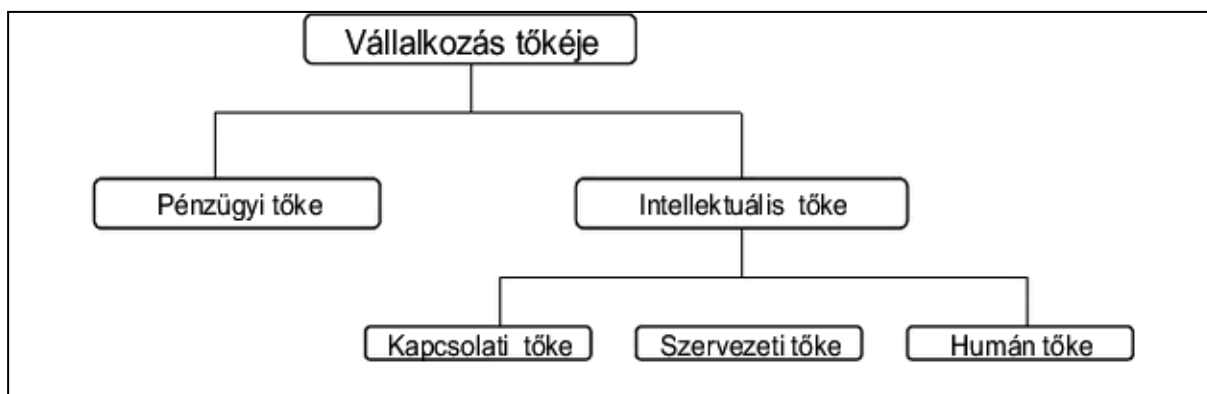 Vállalkozás tőkéje
Pénzügyi tőke
Intellektuális tőke
Kapcsolati tőke
Szervezeti tőke
Humán tőke